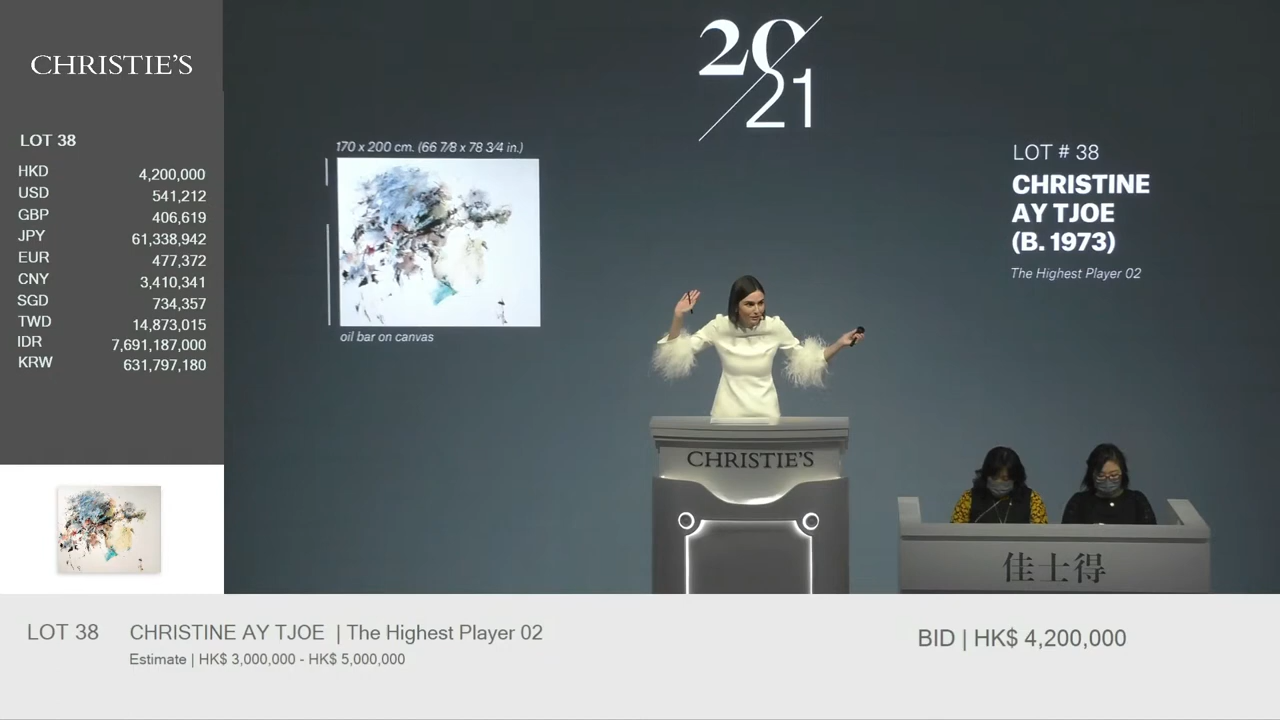 CHRISTIE'S
LOT 38
HKD 4,200,000
USD 541,212
GBP 406,619
JPY 61,338,942
EUR 477,372
CNY 3,410,341
SGD 734,357
TWD 14,873,015
IDR 7,691,187,000
KRW 631,797,180
20/21
170 x 200 cm. (66 7/8 x 78 3/4 in.)
oil bar on canvas
LOT # 38
CHRISTINE
AY TJOE
(B. 1973)
The Highest Player 02
CHRISTIE'S
佳士得
LOT 38 CHRISTINE AY TJOE | The Highest Player 02
Estimate | HK$ 3,000,000 - HK$ 5,000,000
BID | HK$ 4,200,000